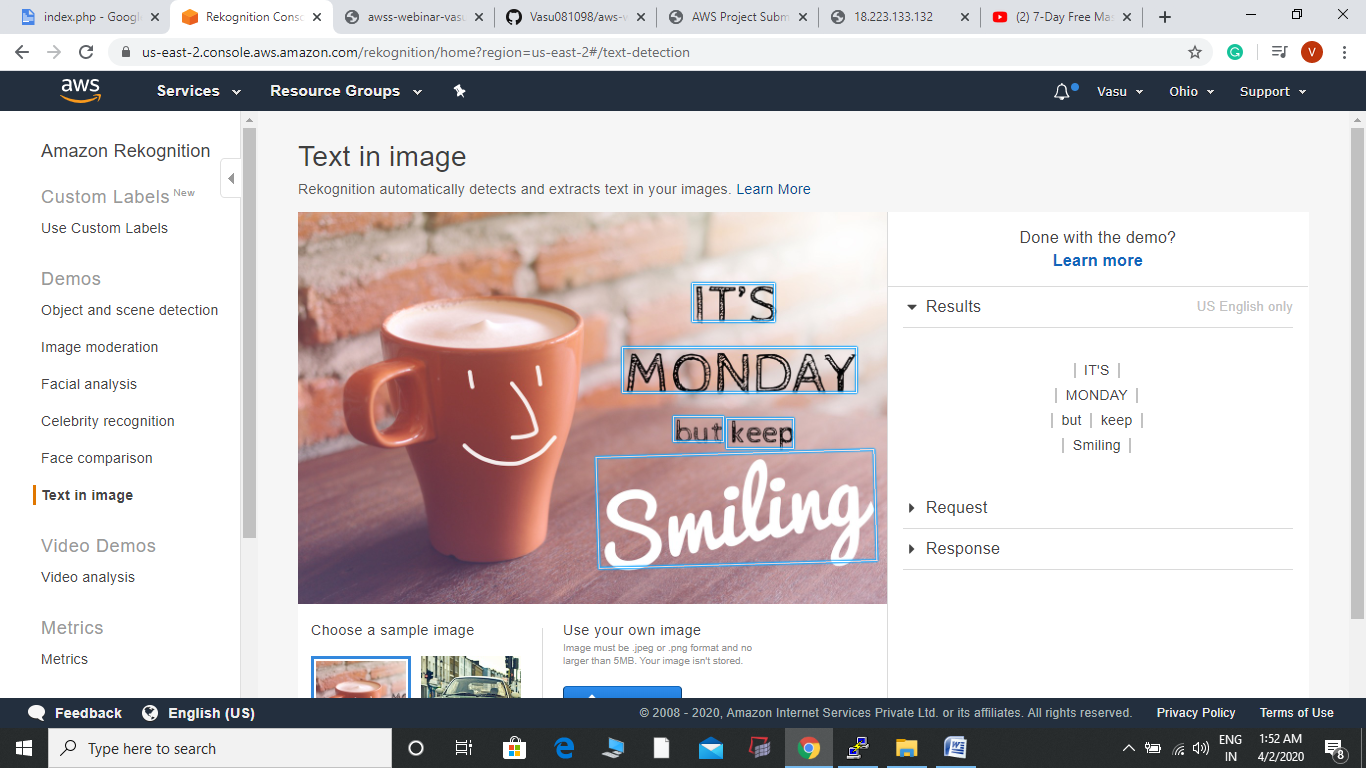 index.php - Googl
Rekognition Conso
awss-webinar-vasu
Vasu081098/aws-v
AWS Project Subm
18.223.133.132
(2) 7-Day Free Mas
us-east-2.console.aws.amazon.com/rekognition/home?region=us-east-2#/text-detection
V
aws
Services
Resource Groups
Vasu
Ohio
Support
Amazon Rekognition
Custom Labels New
Use Custom Labels
Demos
Object and scene detection
Image moderation
Facial analysis
Celebrity recognition
Face comparison
Text in image
Video Demos
Video analysis
Metrics
Metrics
Text in image
Rekognition automatically detects and extracts text in your images. Learn More
IT'S
MONDAY
but keep
Smiling
Choose a sample image
Use your own image
Image must be .jpeg or .png format and no
larger than 5MB. Your image isn't stored.
Done with the demo?
Learn more
Results
US English only
| IT'S |
| MONDAY |
| but | keep |
| Smiling |
Request
Response
Feedback
English (US)
© 2008 - 2020, Amazon Internet Services Private Ltd. or its affiliates. All rights reserved.
Privacy Policy
Terms of Use
Type here to search
ENG
IN
1:52 AM
4/2/2020
8